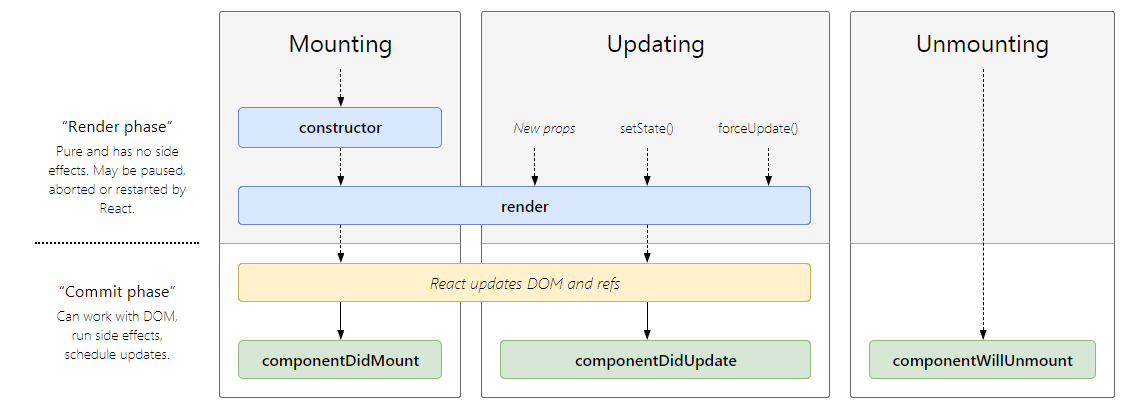 Mounting
Updating
Unmounting
“Render phase”
Pure and has no side
effects. May be paused,
aborted or restarted by
React.
constructor
New props
setState()
forceUpdate()
render
“Commit phase”
Can work with DOM,
run side effects,
schedule updates.
React updates DOM and refs
componentDidMount
componentDidUpdate
componentWillUnmount